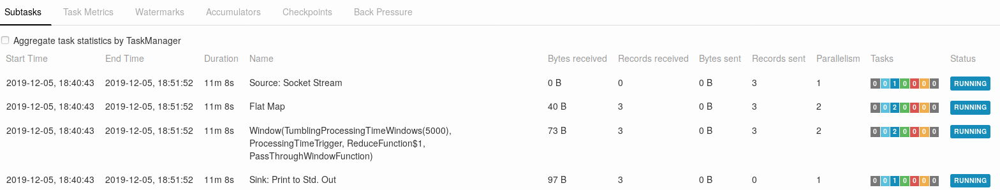 Subtasks Task Metrics Watermarks Accumulators Checkpoints Back Pressure
Aggregate task statistics by TaskManager
Start Time End Time Duration Name Bytes received Records received Bytes sent Records sent Parallelism Tasks Status
2019-12-05, 18:40:43 2019-12-05, 18:51:52 11m 8s Source: Socket Stream 0 B 0 0 B 3 1 0 0 1 0 0 0 0 RUNNING
2019-12-05, 18:40:43 2019-12-05, 18:51:52 11m 8s Flat Map 40 B 3 0 B 3 2 0 0 2 0 0 0 0 RUNNING
2019-12-05, 18:40:43 2019-12-05, 18:51:52 11m 8s Window(TumblingProcessingTimeWindows(5000), 73 B 3 0 B 3 2 0 0 2 0 0 0 0 RUNNING
ProcessingTimeTrigger, ReduceFunction$1,
PassThroughWindowFunction)
2019-12-05, 18:40:43 2019-12-05, 18:51:52 11m 8s Sink: Print to Std. Out 97 B 3 0 B 0 1 0 0 1 0 0 0 0 RUNNING